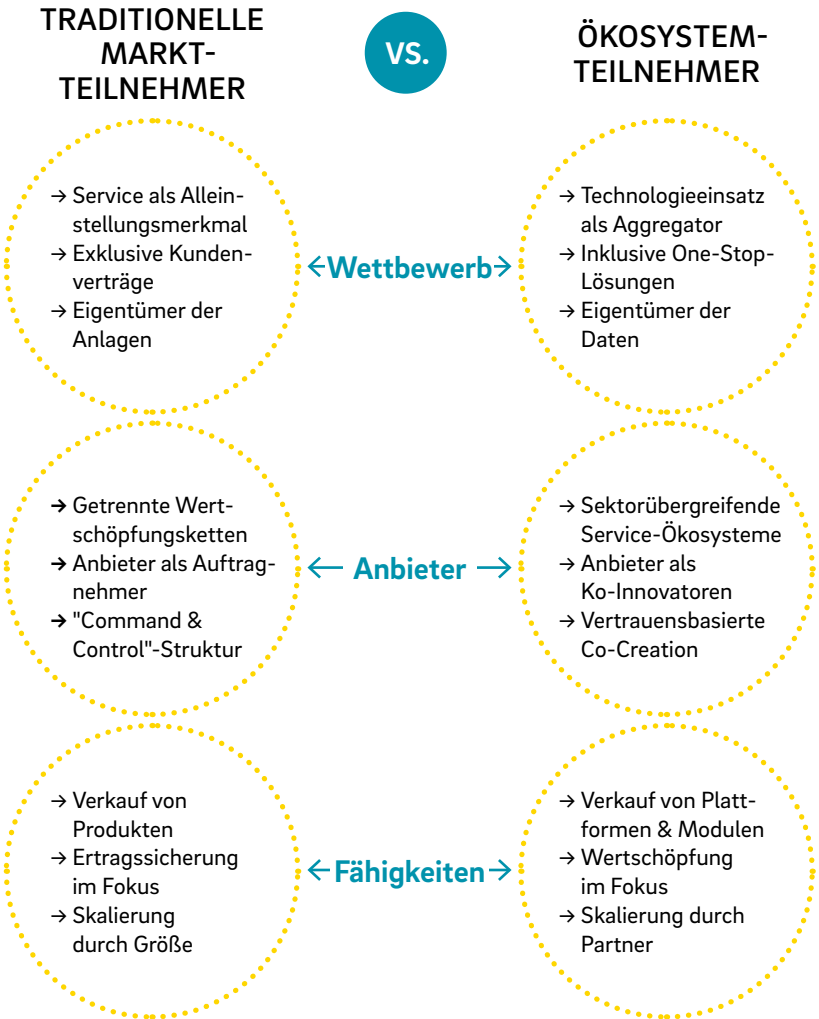 TRADITIONELLE
MARKT-
TEILNEHMER
VS.
ÖKOSYSTEM-
TEILNEHMER
→ Service als Allein-
stellungsmerkmal
→ Exklusive Kunden-
verträge
→ Eigentümer der
Anlagen
←Wettbewerb→
→ Technologieeinsatz
als Aggregator
→ Inklusive One-Stop-
Lösungen
→ Eigentümer der
Daten
→ Getrennte Wert-
schöpfungsketten
→ Anbieter als Auftrag-
nehmer
→ "Command &
Control"-Struktur
← Anbieter →
→ Sektorübergreifende
Service-Ökosysteme
→ Anbieter als
Ko-Innovatoren
→ Vertrauensbasierte
Co-Creation
→ Verkauf von
Produkten
→ Ertragssicherung
im Fokus
→ Skalierung
durch Größe
←Fähigkeiten→
→ Verkauf von Platt-
formen & Modulen
→ Wertschöpfung
im Fokus
→ Skalierung durch
Partner